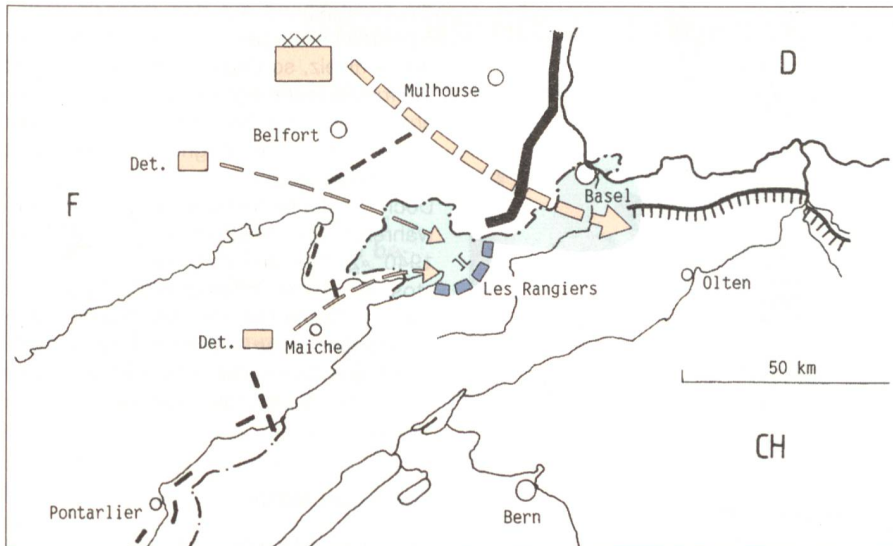 XXX
D
Mulhouse
Belfort
Det.
F
Basel
Les Rangiers
Olten
Det.
Maiche
50 km
CH
Pontarlier
Bern